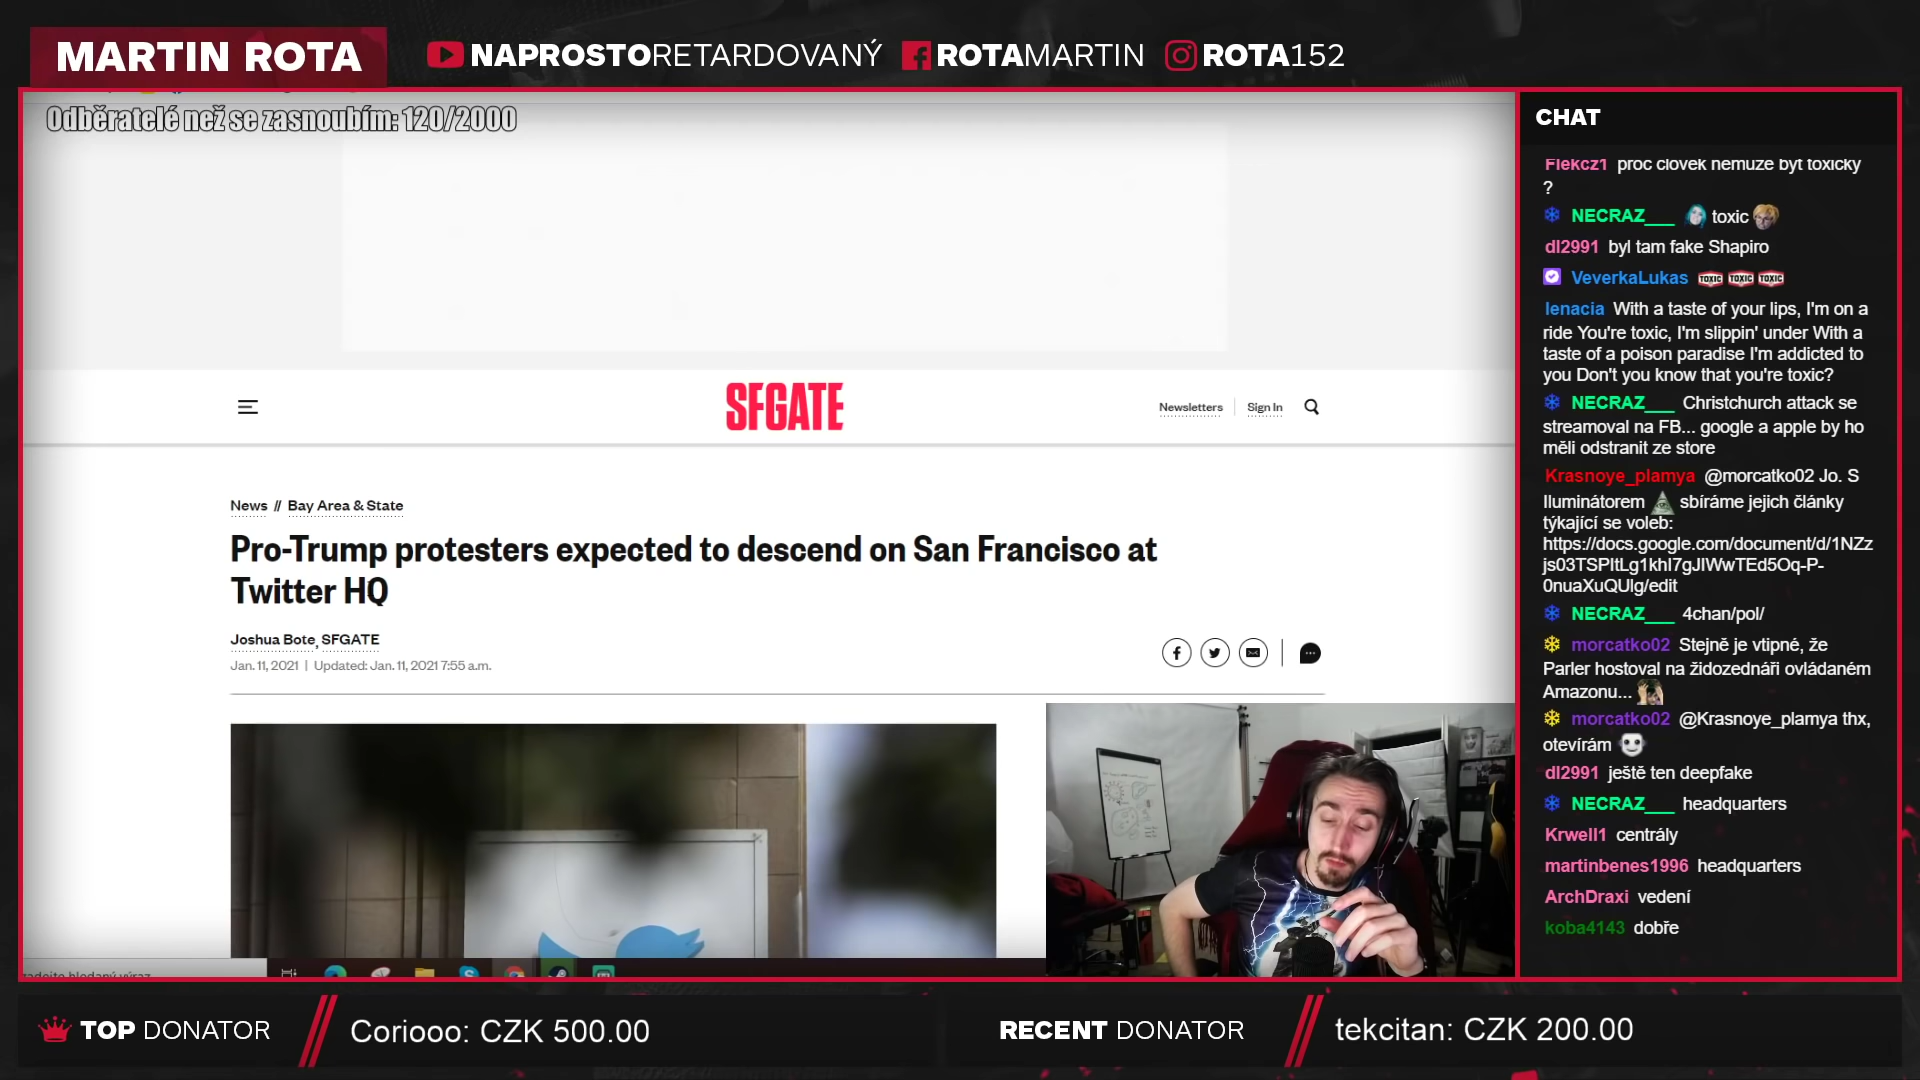 MARTIN ROTA
NAPROSTORETARDOVANÝ
ROTAMARTIN
ROTA152
Odběratelé než se zasnoubím: 120/2000
SFGATE
Newsletters
Sign In
News // Bay Area & State
Pro-Trump protesters expected to descend on San Francisco at
Twitter HQ
Joshua Bote, SFGATE
Jan. 11, 2021 | Updated: Jan. 11, 2021 7:55 a.m.
CHAT
Flekcz1 proc clovek nemuze byt toxicky
?
NECRAZ___ toxic
dl2991 byl tam fake Shapiro
VeverkaLukas TOXIC TOXIC TOXIC
lenacia With a taste of your lips, I'm on a
ride You're toxic, I'm slippin' under With a
taste of a poison paradise I'm addicted to
you Don't you know that you're toxic?
NECRAZ___ Christchurch attack se
streamoval na FB... google a apple by ho
měli odstranit ze store
Krasnoye_plamya @morcatko02 Jo. S
Iluminátorem sbíráme jejich články
týkající se voleb:
https://docs.google.com/document/d/1NZz
js03TSPItLg1khI7gJIWwTEd5Oq-P-
0nuaXuQUlg/edit
NECRAZ___ 4chan/pol/
morcatko02 Stejně je vtipné, že
Parler hostoval na židozednáři ovládaném
Amazonu...
morcatko02 @Krasnoye_plamya thx,
otevírám
dl2991 ještě ten deepfake
NECRAZ___ headquarters
Krwell1 centrály
martinbenes1996 headquarters
ArchDraxi vedení
koba4143 dobře
TOP DONATOR
Coriooo: CZK 500.00
RECENT DONATOR
tekcitan: CZK 200.00